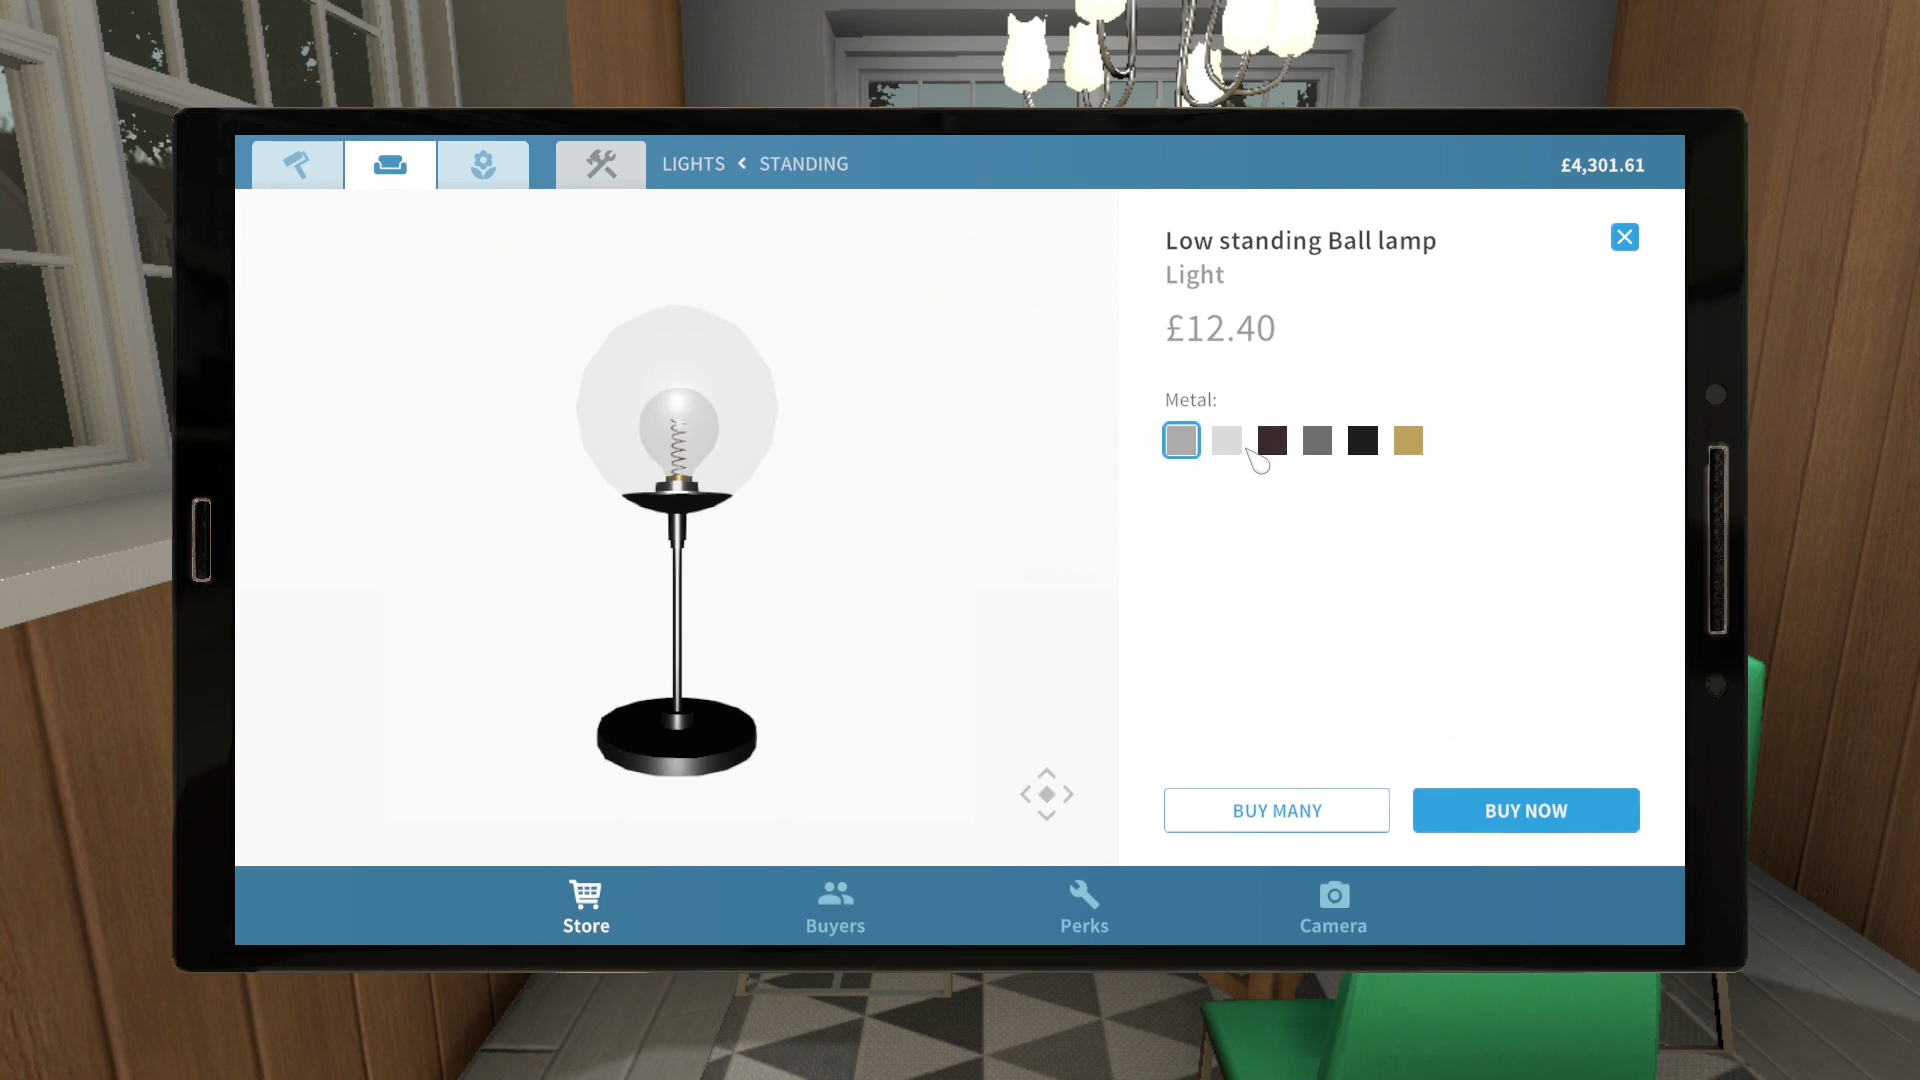 LIGHTS < STANDING
£4,301.61
Low standing Ball lamp
Light
£12.40
Metal:
BUY MANY
BUY NOW
Store
Buyers
Perks
Camera